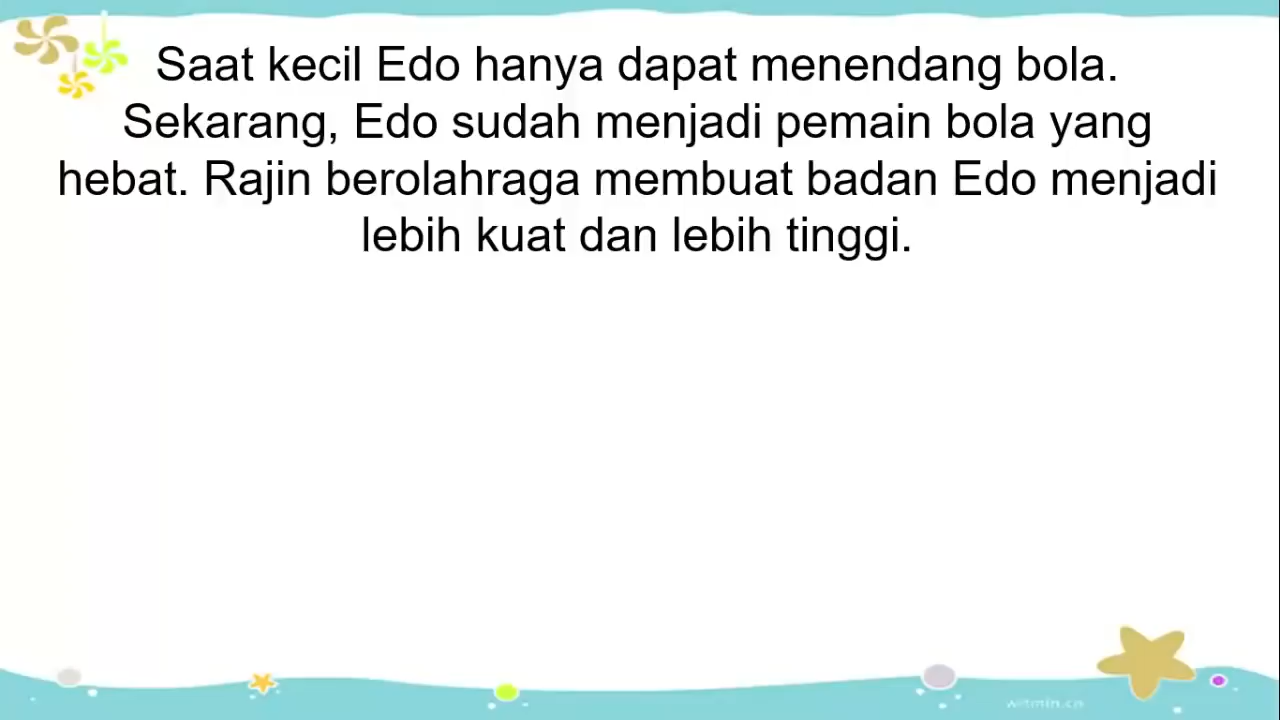 Saat kecil Edo hanya dapat menendang bola.
Sekarang, Edo sudah menjadi pemain bola yang
hebat. Rajin berolahraga membuat badan Edo menjadi
lebih kuat dan lebih tinggi.